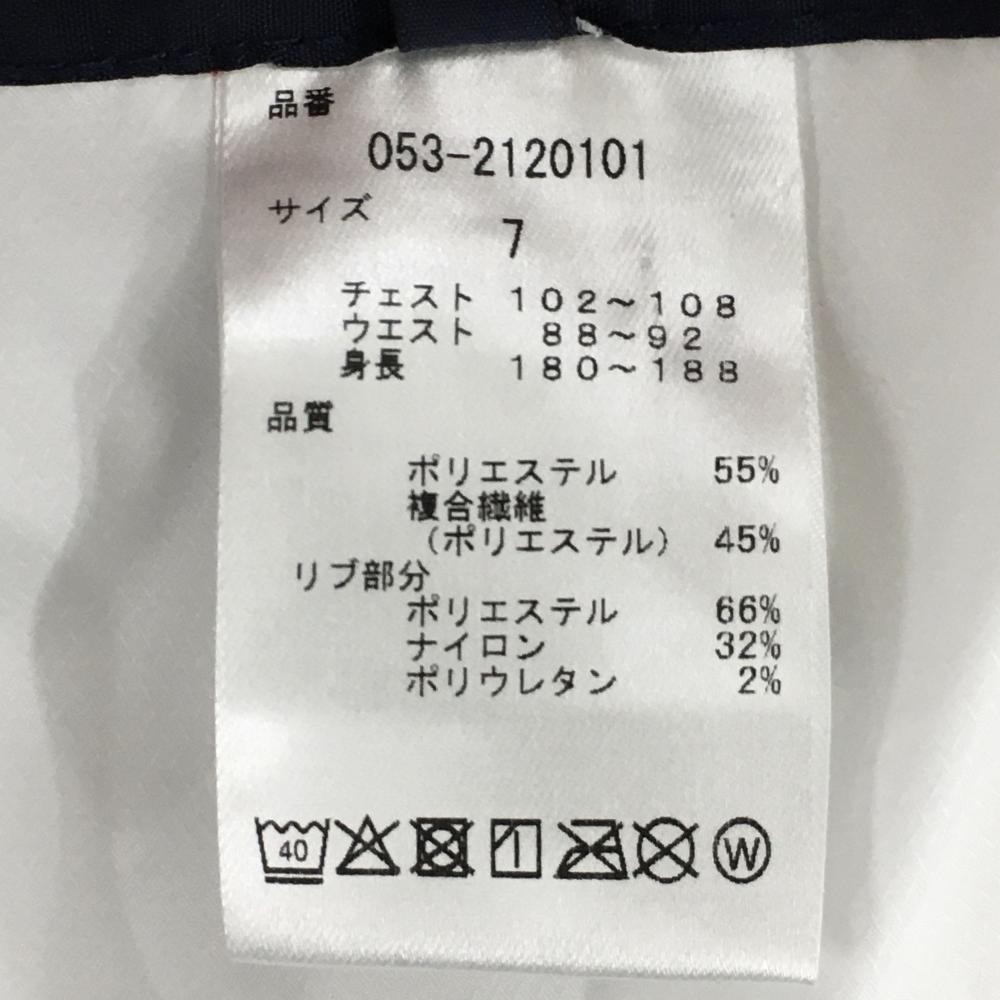 品番
053-2120101
サイズ
7
チェスト 102～108
ウエスト 88～92
身長 180～188
品質
ポリエステル 55%
複合繊維
（ポリエステル） 45%
リブ部分
ポリエステル 66%
ナイロン 32%
ポリウレタン 2%
40 W